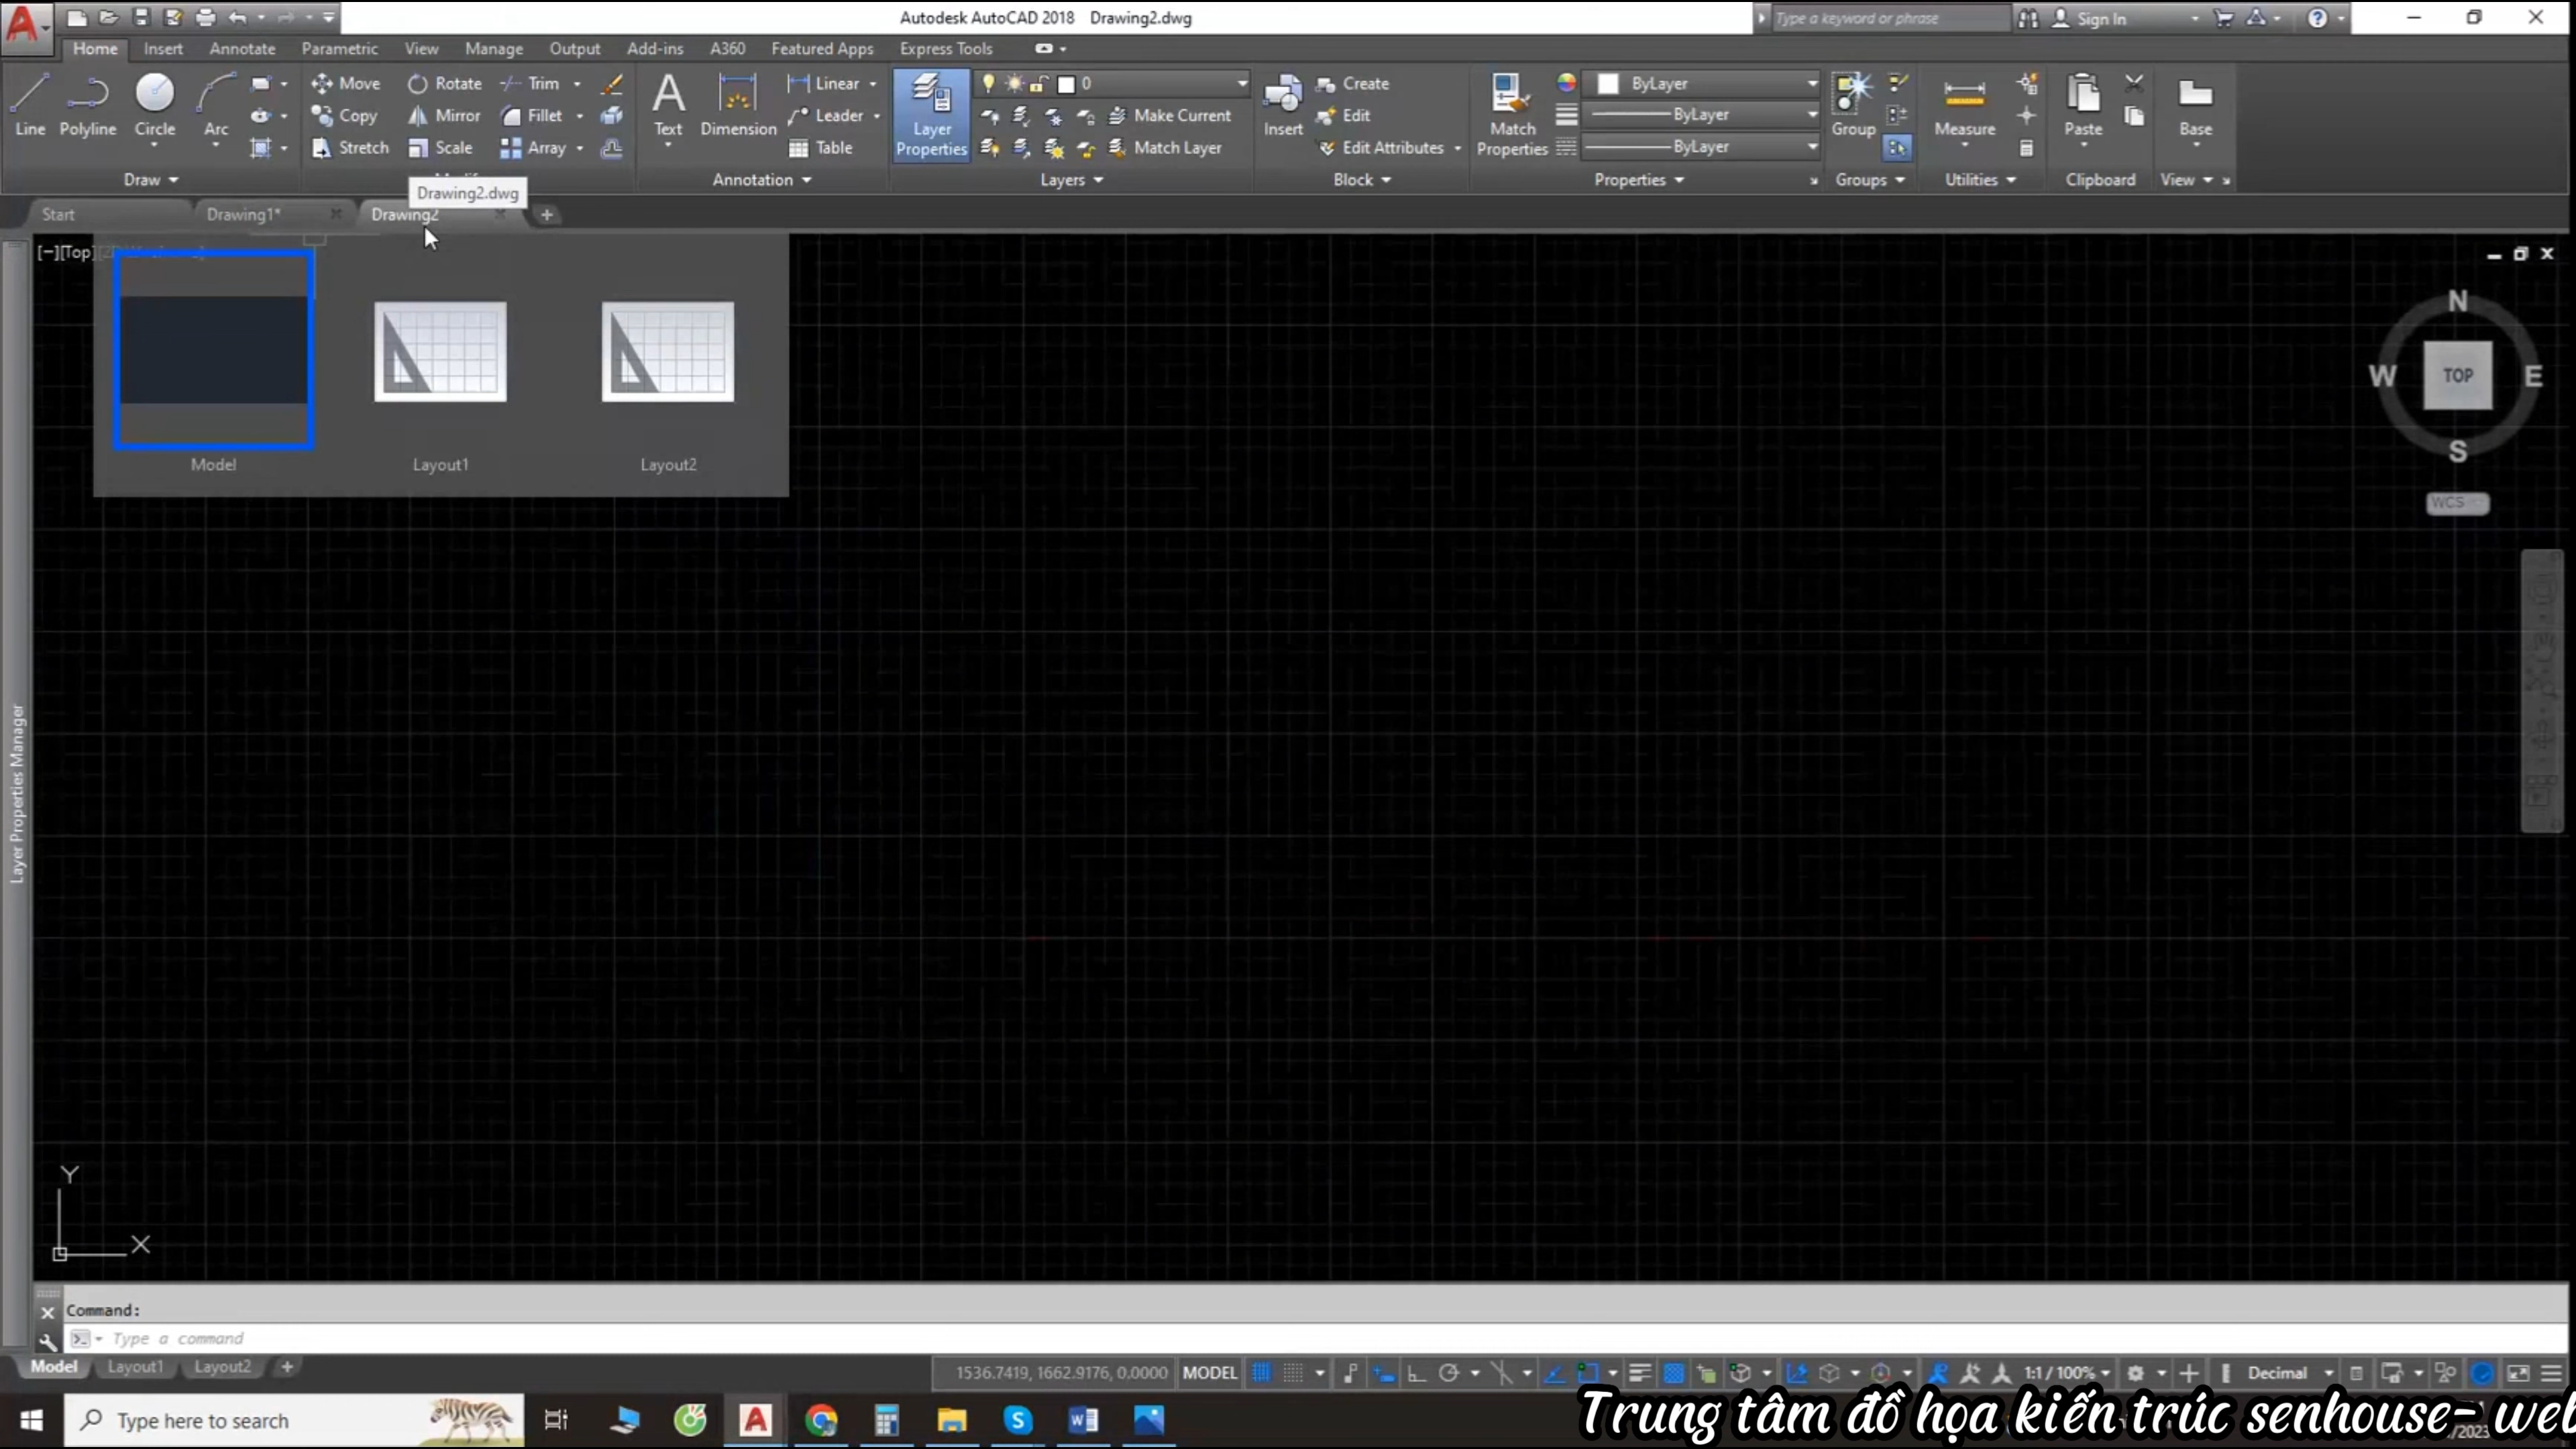 Autodesk AutoCAD 2018 Drawing2.dwg
Type a keyword or phrase
Sign In
Home Insert Annotate Parametric View Manage Output Add-ins A360 Featured Apps Express Tools
Line Polyline Circle Arc
Move Rotate Trim
Copy Mirror Fillet
Stretch Scale Array
Text Dimension
Linear
Leader
Table
Layer
Properties
0
Make Current
Match Layer
Insert
Create
Edit
Edit Attributes
Match
Properties
ByLayer
ByLayer
ByLayer
Group
Measure
Paste
Base
Draw Annotation Layers Block Properties Groups Utilities Clipboard View
Drawing2.dwg
Start Drawing1* Drawing2
[−][Top]
Model Layout1 Layout2
N
W TOP E
S
WCS
Layer Properties Manager
Y
X
Command:
Type a command
Model Layout1 Layout2
1536.7419, 1662.9176, 0.0000 MODEL 1:1 / 100% Decimal
Type here to search
Trung tâm đồ họa kiến trúc senhouse- web